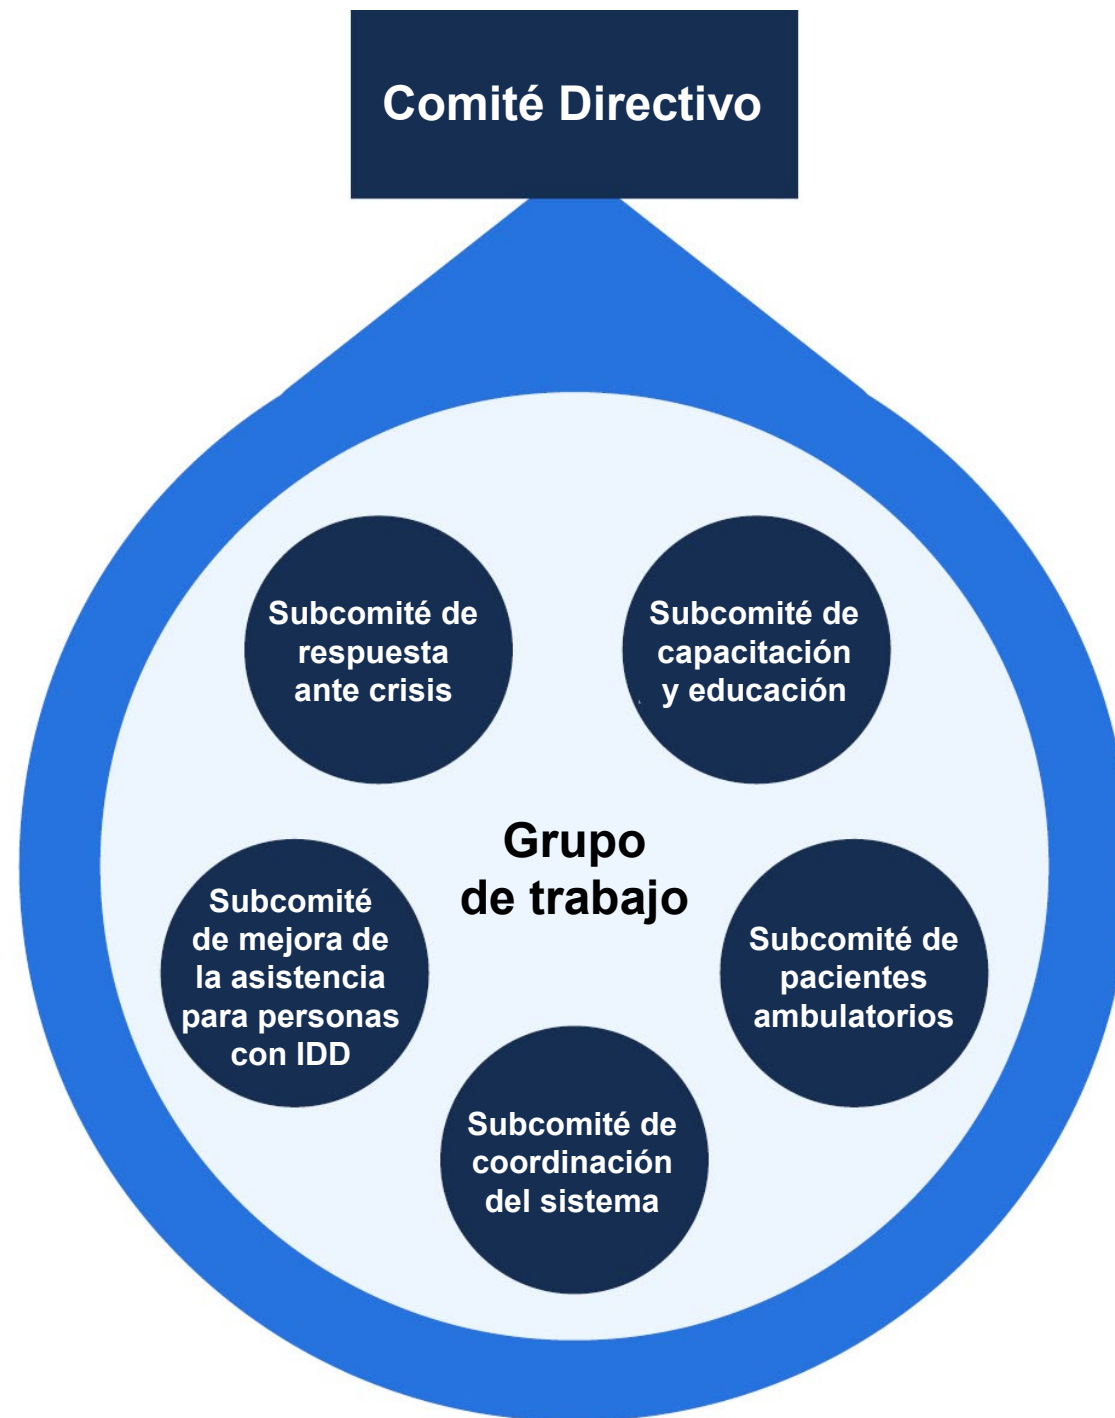 Comité Directivo
Subcomité de
respuesta
ante crisis
Subcomité de
capacitación
y educación
Grupo
de trabajo
Subcomité
de mejora de
la asistencia
para personas
con IDD
Subcomité de
pacientes
ambulatorios
Subcomité de
coordinación
del sistema